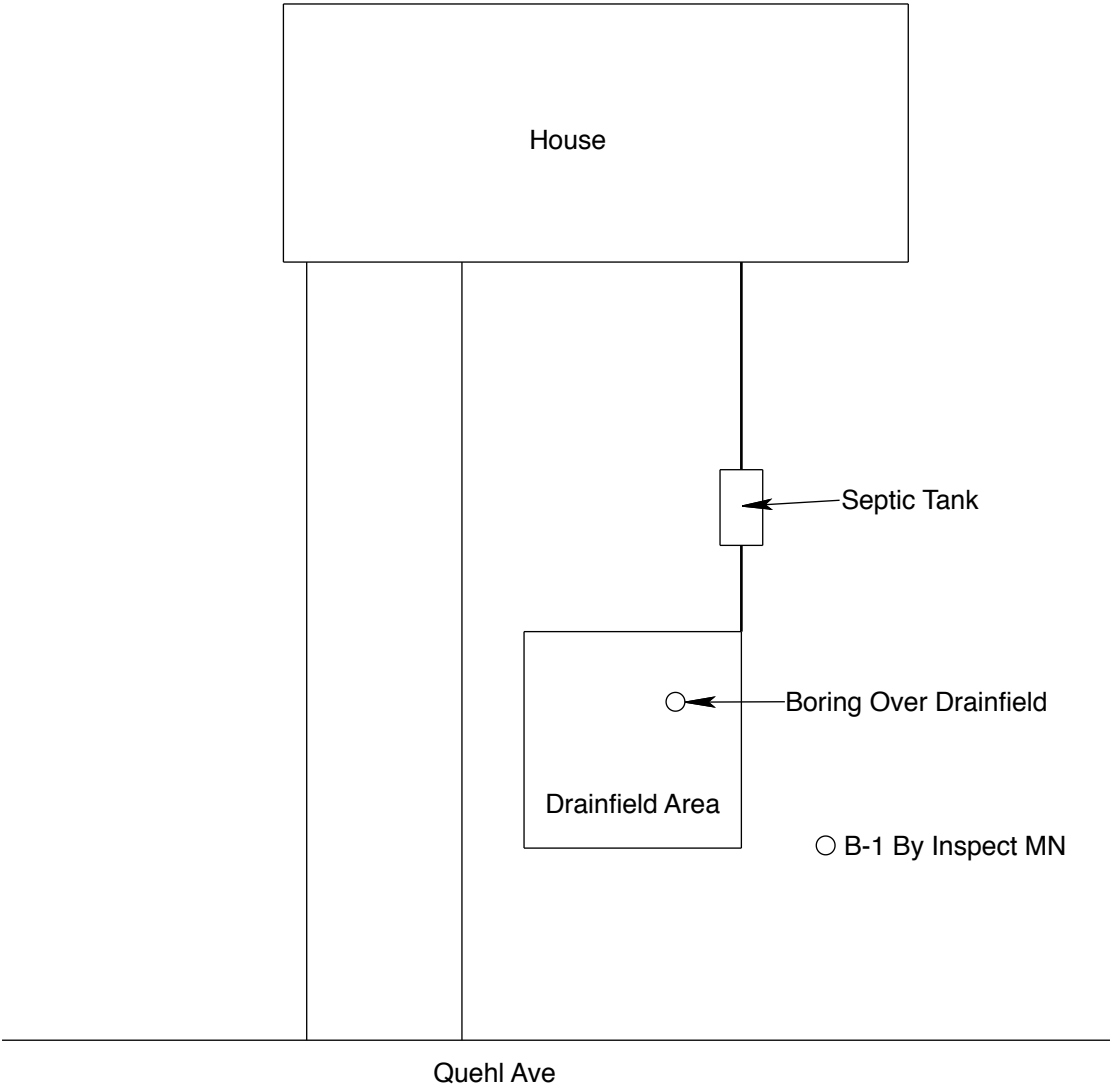 House
Septic Tank
Boring Over Drainfield
Drainfield Area
B-1 By Inspect MN
Quehl Ave